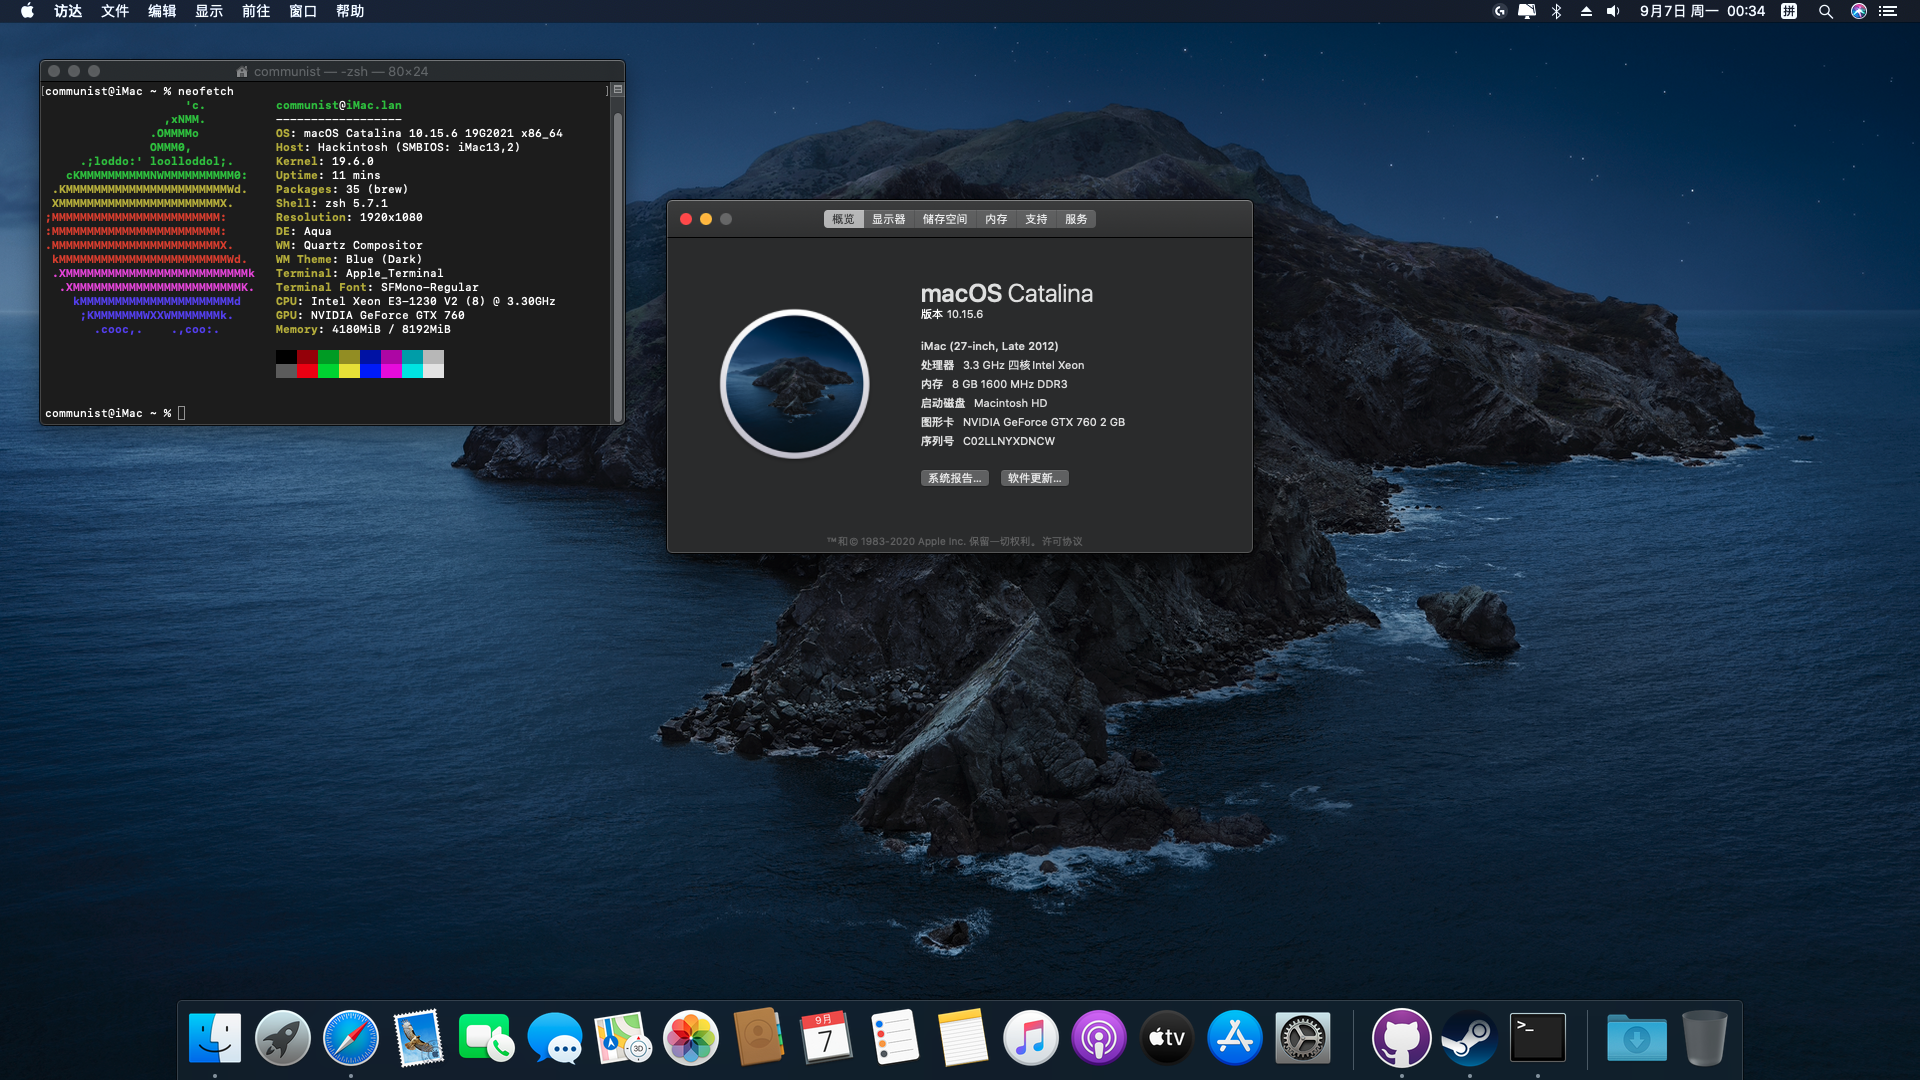 访达 文件 编辑 显示 前往 窗口 帮助
9月7日 周一 00:34 拼
communist — -zsh — 80×24
[communist@iMac ~ % neofetch ]
'c. communist@iMac.lan
,xNMM. ------------------
.OMMMMo OS: macOS Catalina 10.15.6 19G2021 x86_64
OMMM0, Host: Hackintosh (SMBIOS: iMac13,2)
.;loddo:' loolloddol;. Kernel: 19.6.0
cKMMMMMMMMMMNWMMMMMMMMMM0: Uptime: 11 mins
.KMMMMMMMMMMMMMMMMMMMMMMMWd. Packages: 35 (brew)
XMMMMMMMMMMMMMMMMMMMMMMMX. Shell: zsh 5.7.1
;MMMMMMMMMMMMMMMMMMMMMMMM: Resolution: 1920x1080
:MMMMMMMMMMMMMMMMMMMMMMMM: DE: Aqua
.MMMMMMMMMMMMMMMMMMMMMMMMX. WM: Quartz Compositor
kMMMMMMMMMMMMMMMMMMMMMMMMWd. WM Theme: Blue (Dark)
.XMMMMMMMMMMMMMMMMMMMMMMMMMMk Terminal: Apple_Terminal
.XMMMMMMMMMMMMMMMMMMMMMMMMK. Terminal Font: SFMono-Regular
kMMMMMMMMMMMMMMMMMMMMMMd CPU: Intel Xeon E3-1230 V2 (8) @ 3.30GHz
;KMMMMMMMWXXWMMMMMMMk. GPU: NVIDIA GeForce GTX 760
.cooc,. .,coo:. Memory: 4180MiB / 8192MiB
communist@iMac ~ %
概览 显示器 储存空间 内存 支持 服务
macOS Catalina
版本 10.15.6
iMac (27-inch, Late 2012)
处理器 3.3 GHz 四核Intel Xeon
内存 8 GB 1600 MHz DDR3
启动磁盘 Macintosh HD
图形卡 NVIDIA GeForce GTX 760 2 GB
序列号 C02LLNYXDNCW
系统报告... 软件更新...
™和© 1983-2020 Apple Inc. 保留一切权利。许可协议
3D
9月
7
tv
>_